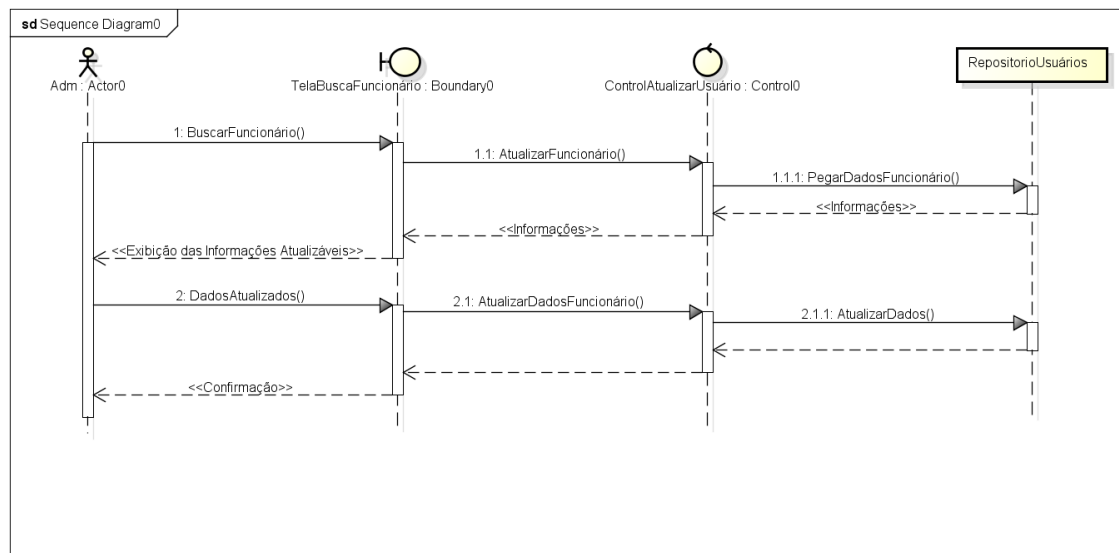 sd Sequence Diagram0
Adm : Actor0
TelaBuscaFuncionário : Boundary0
ControlAtualizarUsuário : Control0
RepositorioUsuários
1: BuscarFuncionário()
1.1: AtualizarFuncionário()
1.1.1: PegarDadosFuncionário()
<<Informações>>
<<Informações>>
<<Exibição das Informações Atualizáveis>>
2: DadosAtualizados()
2.1: AtualizarDadosFuncionário()
2.1.1: AtualizarDados()
<<Confirmação>>